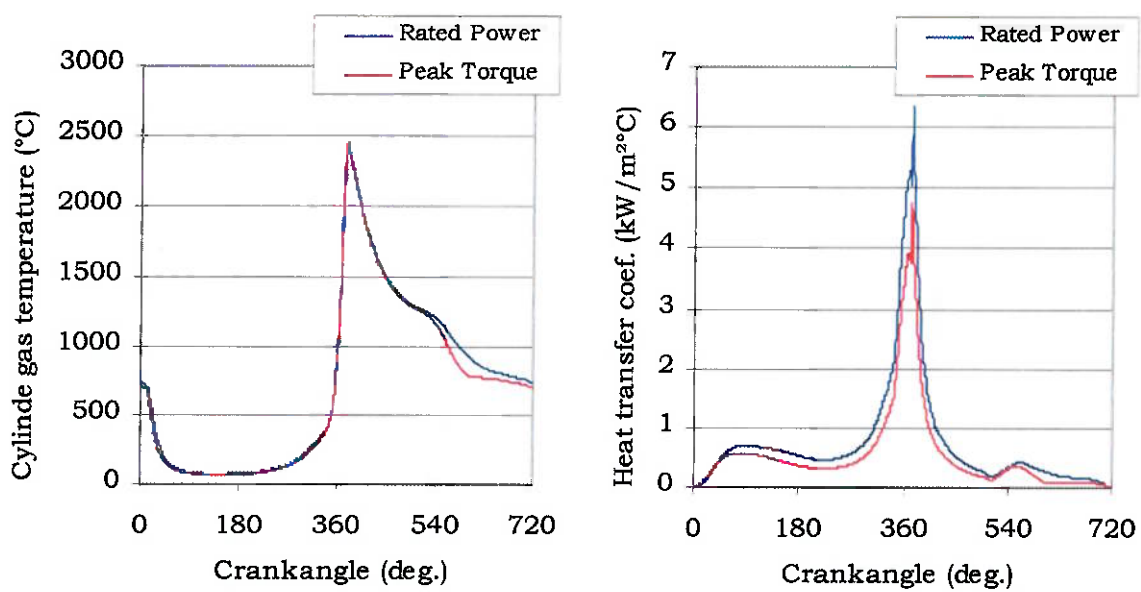 Rated Power
Peak Torque
3000
2500
2000
1500
1000
500
0
0 180 360 540 720
Cylinde gas temperature (°C)
Crankangle (deg.)
Rated Power
Peak Torque
7
6
5
4
3
2
1
0
0 180 360 540 720
Heat transfer coef. (kW/m²°C)
Crankangle (deg.)